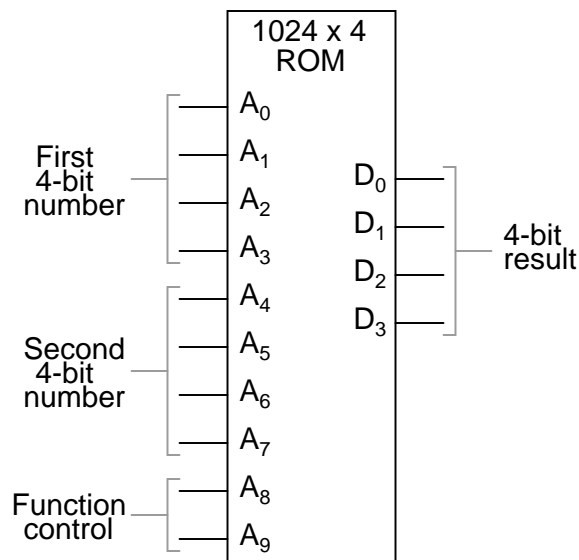 1024 x 4
ROM
First
4-bit
number
A0
A1
A2
A3
Second
4-bit
number
A4
A5
A6
A7
Function
control
A8
A9
D0
D1
D2
D3
4-bit
result